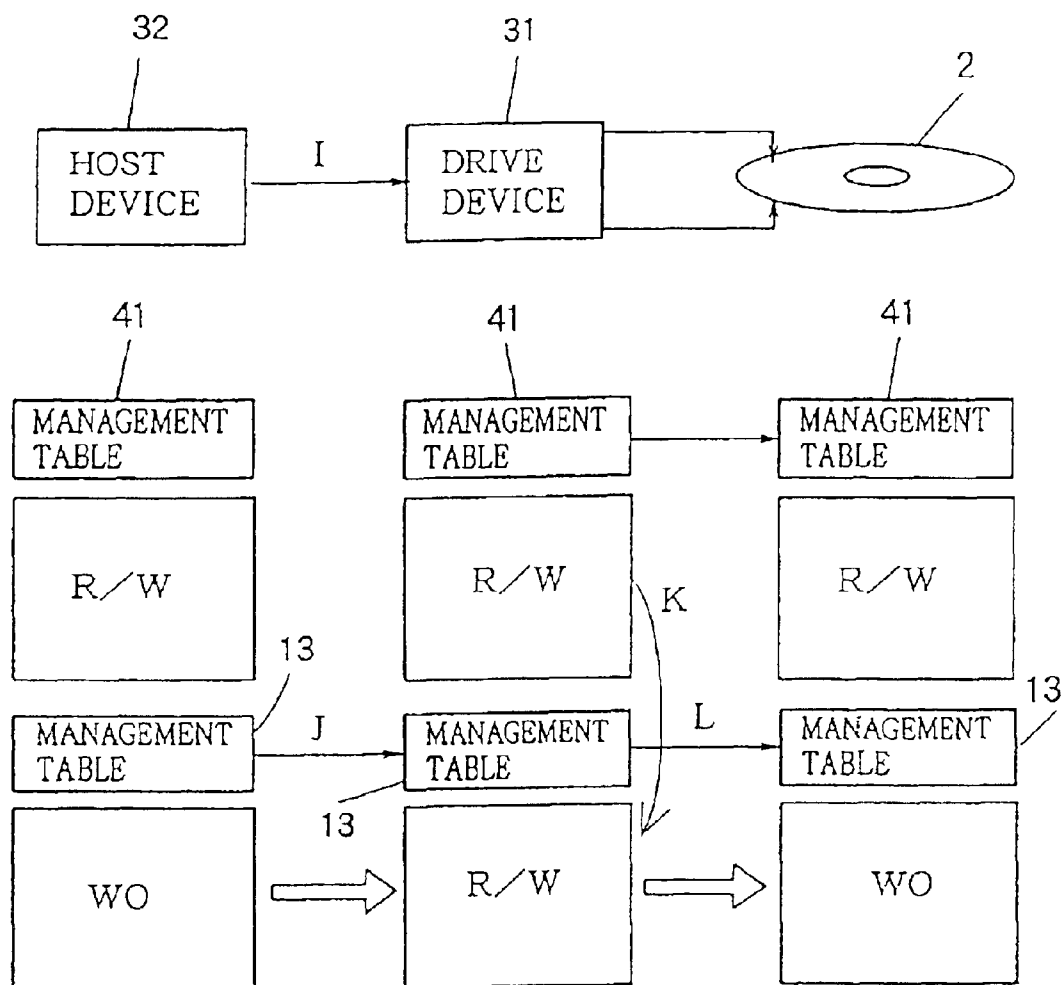 32
31
2
HOST
DEVICE
I
DRIVE
DEVICE
41
41
41
MANAGEMENT
TABLE
MANAGEMENT
TABLE
MANAGEMENT
TABLE
R/W
R/W
K
R/W
13
13
MANAGEMENT
TABLE
J
MANAGEMENT
TABLE
L
MANAGEMENT
TABLE
13
WO
R/W
WO